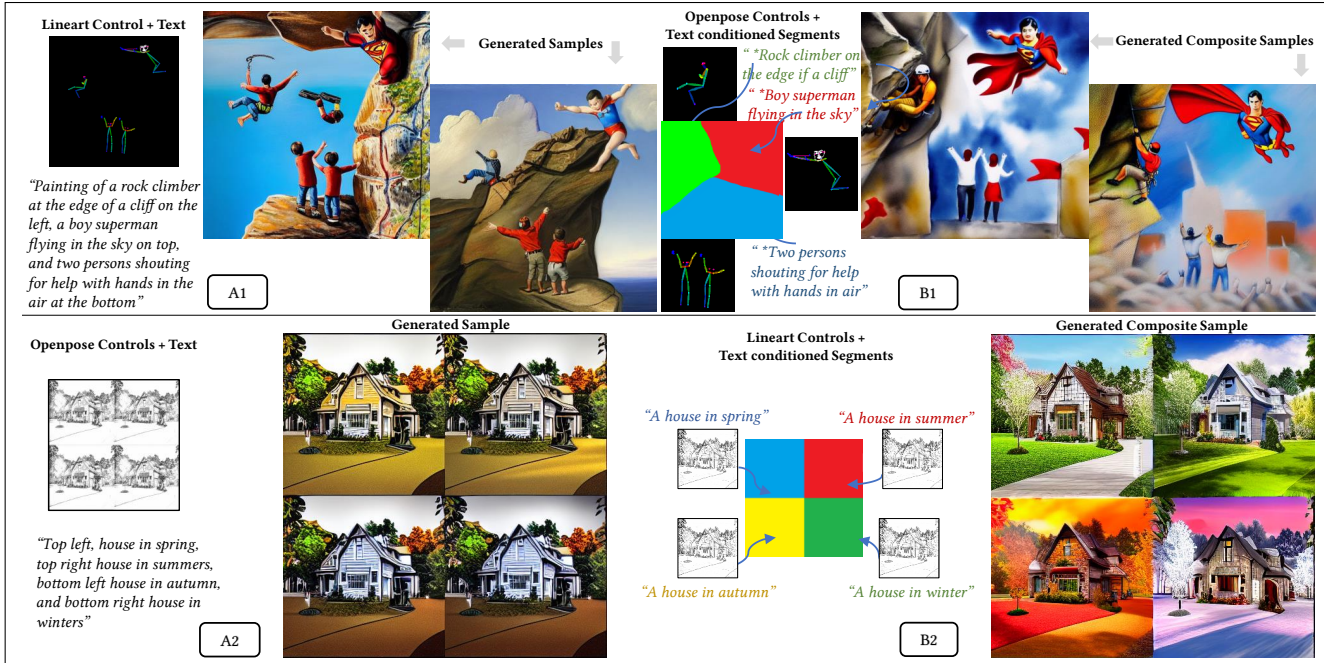 Lineart Control + Text
Generated Samples
“Painting of a rock climber
at the edge of a cliff on the
left, a boy superman
flying in the sky on top,
and two persons shouting
for help with hands in the
air at the bottom”
A1
Openpose Controls +
Text conditioned Segments
“ *Rock climber on
the edge if a cliff”
“ *Boy superman
flying in the sky”
“ *Two persons
shouting for help
with hands in air”
Generated Composite Samples
B1
Openpose Controls + Text
Generated Sample
“Top left, house in spring,
top right house in summers,
bottom left house in autumn,
and bottom right house in
winters”
A2
Lineart Controls +
Text conditioned Segments
“A house in spring”
“A house in summer”
“A house in autumn”
“A house in winter”
Generated Composite Sample
B2